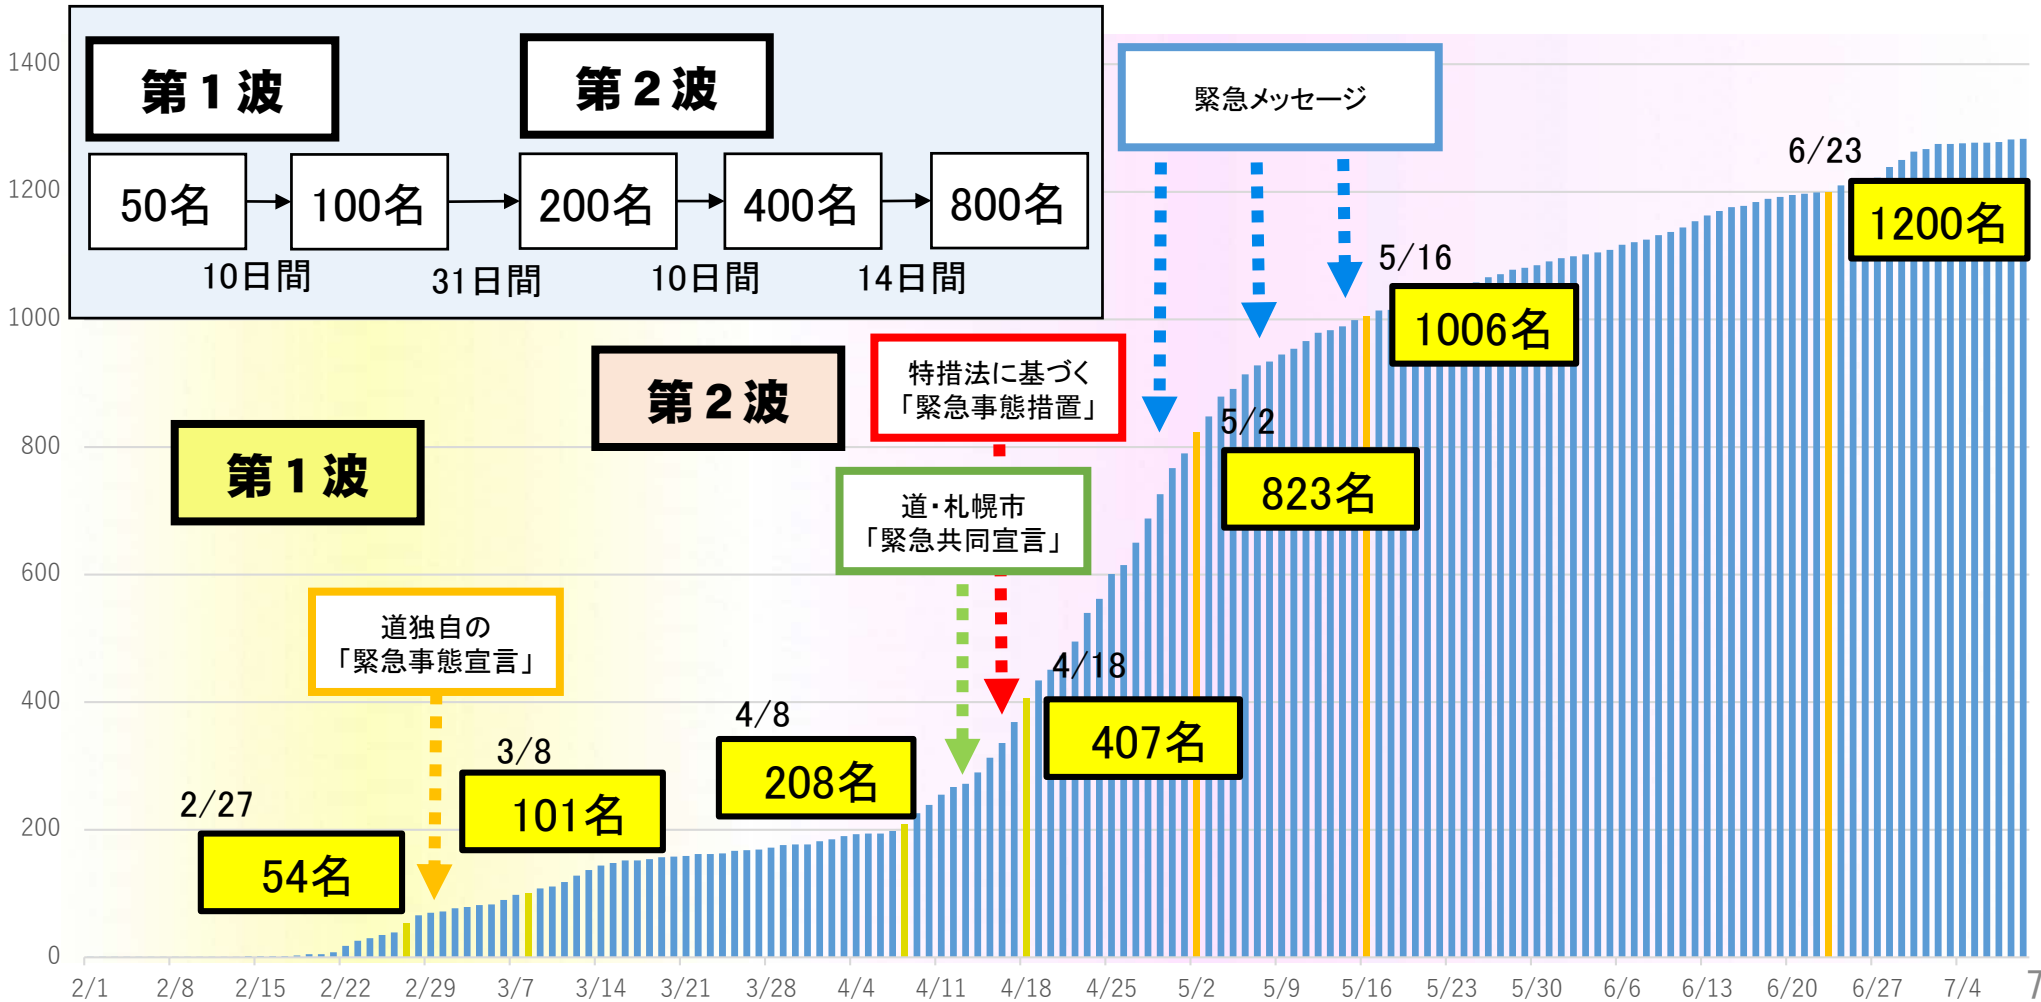 第１波
第２波
50名
100名
200名
400名
800名
10日間
31日間
10日間
14日間
緊急メッセージ
6/23
1200名
5/16
1006名
特措法に基づく
「緊急事態措置」
第２波
5/2
823名
第１波
道・札幌市
「緊急共同宣言」
道独自の
「緊急事態宣言」
4/18
407名
4/8
208名
3/8
101名
2/27
54名
1400
1200
1000
800
600
400
200
0
2/1 2/8 2/15 2/22 2/29 3/7 3/14 3/21 3/28 4/4 4/11 4/18 4/25 5/2 5/9 5/16 5/23 5/30 6/6 6/13 6/20 6/27 7/4
7